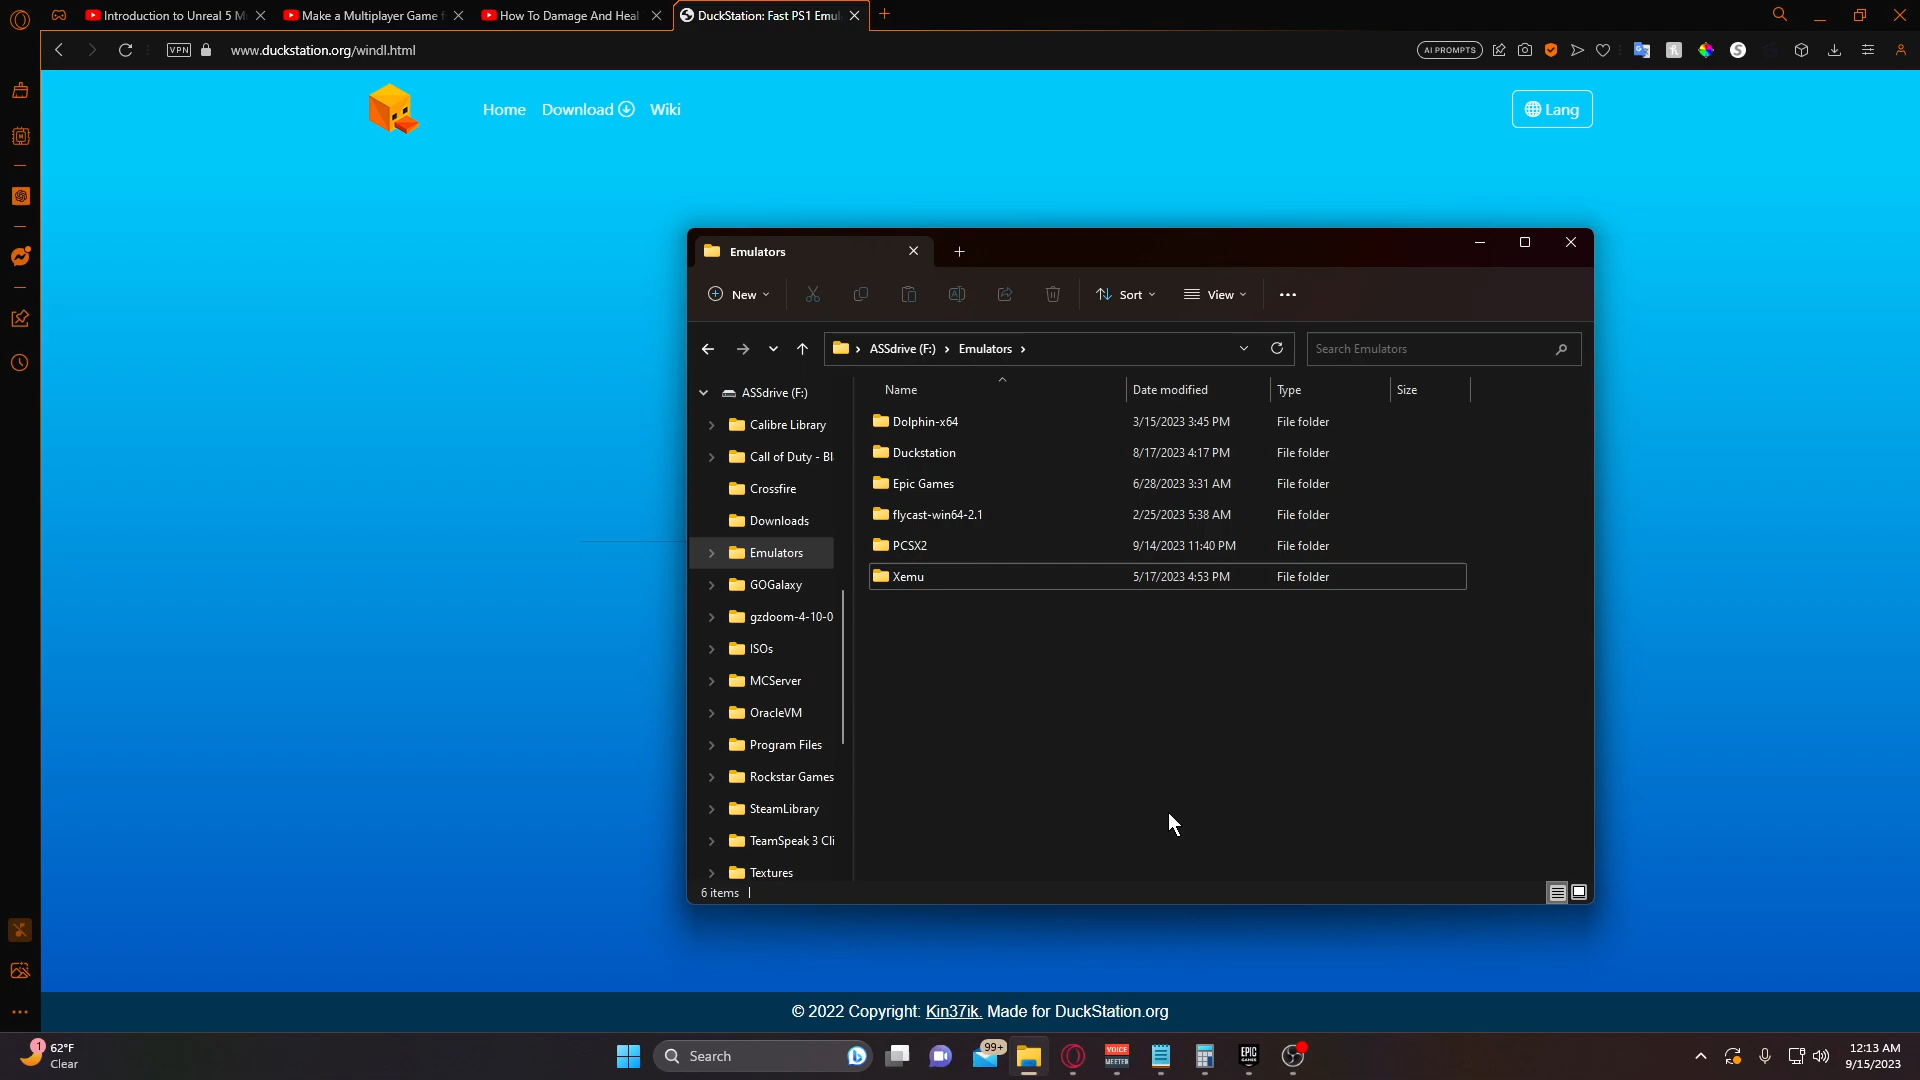 Introduction to Unreal 5 M
Make a Multiplayer Game f
How To Damage And Heal
DuckStation: Fast PS1 Emul
VPN
www.duckstation.org/windl.html
AI PROMPTS
Home
Download
Wiki
Lang
Emulators
New
Sort
View
ASSdrive (F:)
Emulators
Search Emulators
ASSdrive (F:)
Calibre Library
Call of Duty - Bl
Crossfire
Downloads
Emulators
GOGalaxy
gzdoom-4-10-0
ISOs
MCServer
OracleVM
Program Files
Rockstar Games
SteamLibrary
TeamSpeak 3 Cli
Textures
Name Date modified Type Size
Dolphin-x64 3/15/2023 3:45 PM File folder
Duckstation 8/17/2023 4:17 PM File folder
Epic Games 6/28/2023 3:31 AM File folder
flycast-win64-2.1 2/25/2023 5:38 AM File folder
PCSX2 9/14/2023 11:40 PM File folder
Xemu 5/17/2023 4:53 PM File folder
6 items
© 2022 Copyright: Kin37ik. Made for DuckStation.org
1
62°F
Clear
Search
99+
VOICE
MEETER
EPIC
GAMES
12:13 AM
9/15/2023